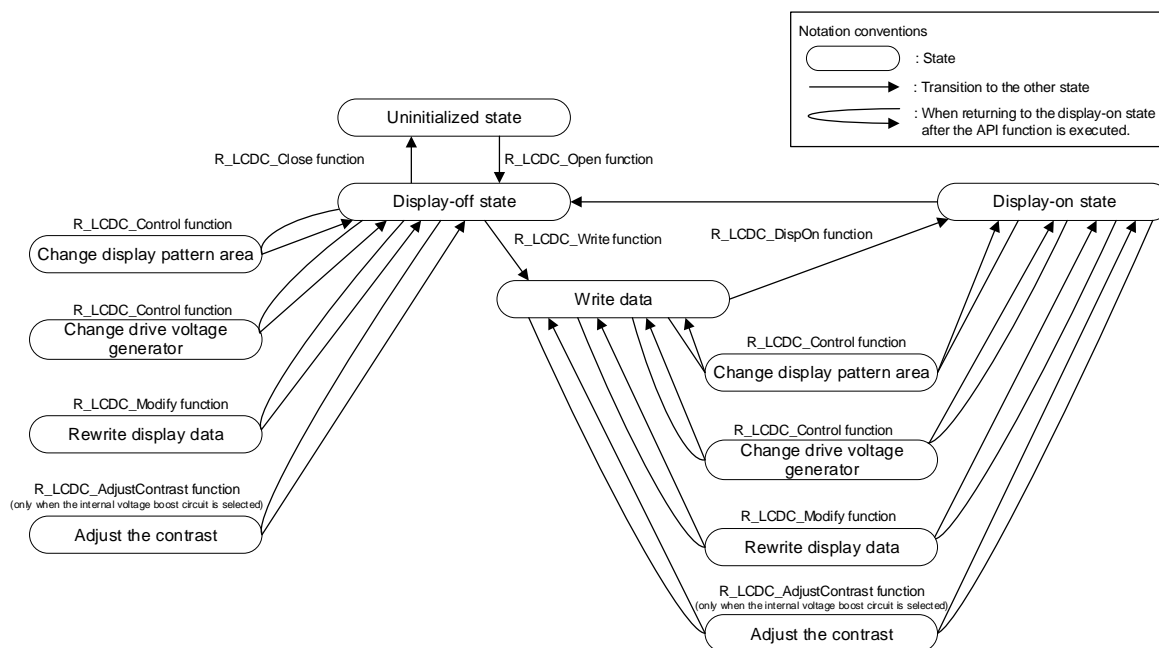 Notation conventions
: State
: Transition to the other state
: When returning to the display-on state
after the API function is executed.
Uninitialized state
R_LCDC_Close function
R_LCDC_Open function
Display-off state
Display-on state
R_LCDC_Control function
Change display pattern area
R_LCDC_Write function
R_LCDC_DispOn function
Write data
R_LCDC_Control function
Change drive voltage
generator
R_LCDC_Control function
Change display pattern area
R_LCDC_Modify function
Rewrite display data
R_LCDC_Control function
Change drive voltage
generator
R_LCDC_AdjustContrast function
(only when the internal voltage boost circuit is selected)
Adjust the contrast
R_LCDC_Modify function
Rewrite display data
R_LCDC_AdjustContrast function
(only when the internal voltage boost circuit is selected)
Adjust the contrast